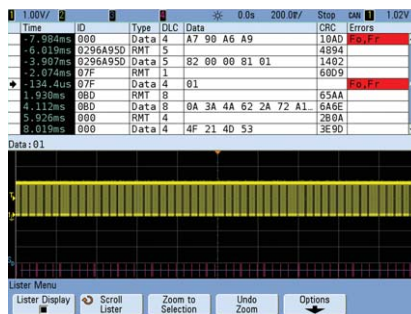 1 1.00V/ 2 3 4 0.0s 200.0㎲/ Stop CAN 1 1.02V
Time ID Type DLC Data CRC Errors
-7.984ms 000 Data 4 A7 90 A6 A9 10AD Fo,Fr
-6.019ms 0296A95D RMT 5 4894
-3.907ms 0296A95D Data 5 82 00 00 81 01 1402
-2.074ms 07F RMT 1 60D9
-134.4us 07F Data 4 01 Fo,Fr
1.930ms 0BD RMT 8 65AA
4.112ms 0BD Data 8 0A 3A 4A 62 2A 72 A1... 6A6E
5.926ms 000 RMT 4 2B0A
8.019ms 000 Data 4 4F 21 4D 53 3E9D
Data:01
Lister Menu
Lister Display Scroll Lister Zoom to Selection Undo Zoom Options